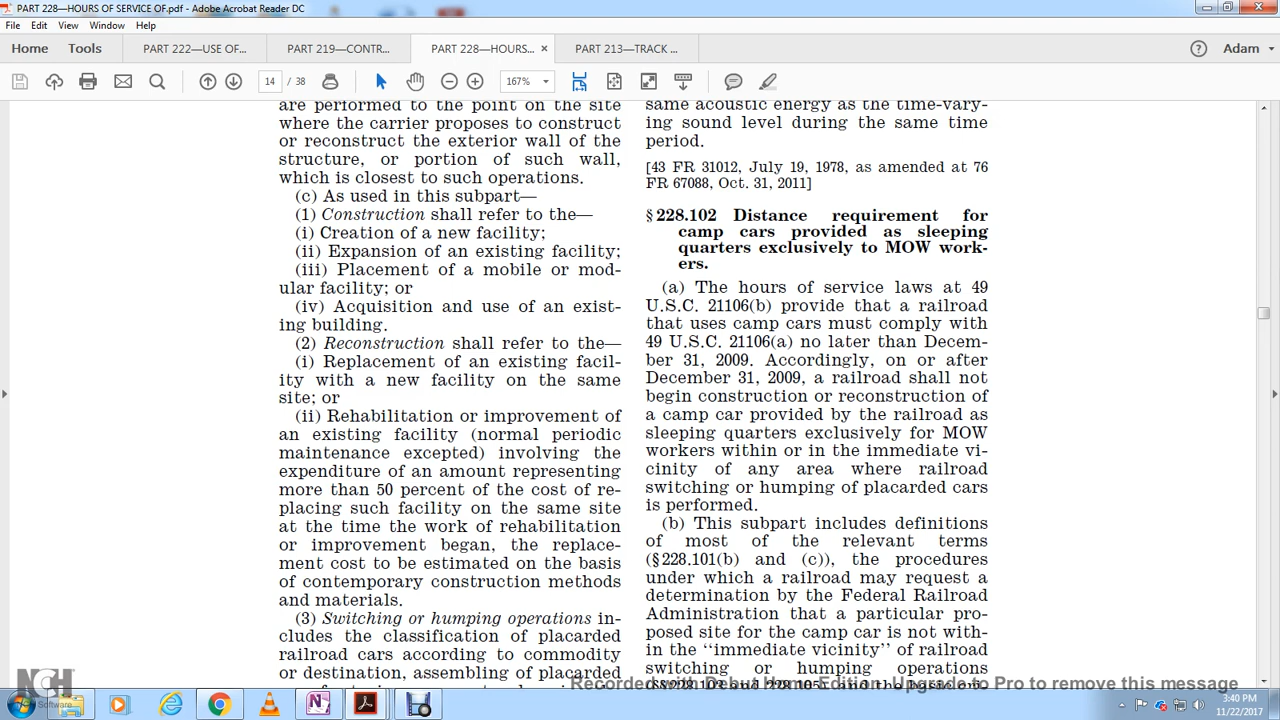 PART 228—HOURS OF SERVICE OF.pdf - Adobe Acrobat Reader DC
File Edit View Window Help
Home Tools PART 222—USE OF... PART 219—CONTR... PART 228—HOURS... × PART 213—TRACK ... Adam
14 / 38 167%
are performed to the point on the site
where the carrier proposes to construct
or reconstruct the exterior wall of the
structure, or portion of such wall,
which is closest to such operations.
(c) As used in this subpart—
(1) Construction shall refer to the—
(i) Creation of a new facility;
(ii) Expansion of an existing facility;
(iii) Placement of a mobile or mod-
ular facility; or
(iv) Acquisition and use of an exist-
ing building.
(2) Reconstruction shall refer to the—
(i) Replacement of an existing facil-
ity with a new facility on the same
site; or
(ii) Rehabilitation or improvement of
an existing facility (normal periodic
maintenance excepted) involving the
expenditure of an amount representing
more than 50 percent of the cost of re-
placing such facility on the same site
at the time the work of rehabilitation
or improvement began, the replace-
ment cost to be estimated on the basis
of contemporary construction methods
and materials.
(3) Switching or humping operations in-
cludes the classification of placarded
railroad cars according to commodity
or destination, assembling of placarded
same acoustic energy as the time-vary-
ing sound level during the same time
period.
[43 FR 31012, July 19, 1978, as amended at 76
FR 67088, Oct. 31, 2011]
§ 228.102 Distance requirement for
camp cars provided as sleeping
quarters exclusively to MOW work-
ers.
(a) The hours of service laws at 49
U.S.C. 21106(b) provide that a railroad
that uses camp cars must comply with
49 U.S.C. 21106(a) no later than Decem-
ber 31, 2009. Accordingly, on or after
December 31, 2009, a railroad shall not
begin construction or reconstruction of
a camp car provided by the railroad as
sleeping quarters exclusively for MOW
workers within or in the immediate vi-
cinity of any area where railroad
switching or humping of placarded cars
is performed.
(b) This subpart includes definitions
of most of the relevant terms
(§ 228.101(b) and (c)), the procedures
under which a railroad may request a
determination by the Federal Railroad
Administration that a particular pro-
posed site for the camp car is not with-
in the ‘‘immediate vicinity’’ of railroad
switching or humping operations
NCH Software
Recorded with Debut Home Edition. Upgrade to Pro to remove this message
3:40 PM
11/22/2017